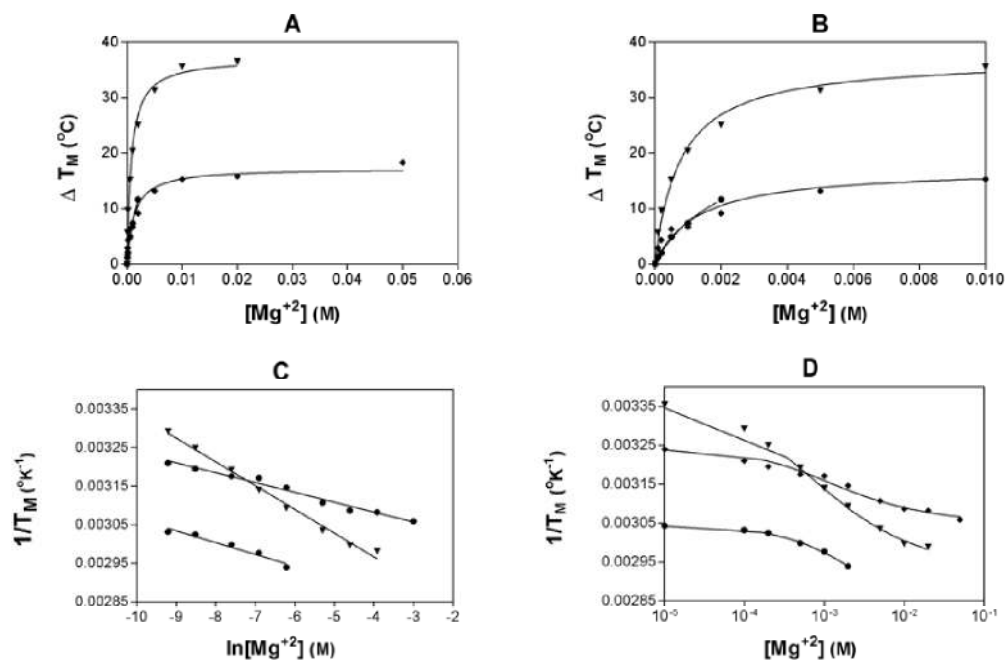 A
Δ T_M (°C)
40
30
20
10
0
0.00 0.01 0.02 0.03 0.04 0.05 0.06
[Mg⁺²] (M)
B
Δ T_M (°C)
40
30
20
10
0
0.000 0.002 0.004 0.006 0.008 0.010
[Mg⁺²] (M)
C
1/T_M (°K⁻¹)
0.00335
0.00325
0.00315
0.00305
0.00295
0.00285
-10 -9 -8 -7 -6 -5 -4 -3 -2
ln[Mg⁺²] (M)
D
1/T_M (°K⁻¹)
0.00335
0.00325
0.00315
0.00305
0.00295
0.00285
10⁻⁵ 10⁻⁴ 10⁻³ 10⁻² 10⁻¹
[Mg⁺²] (M)